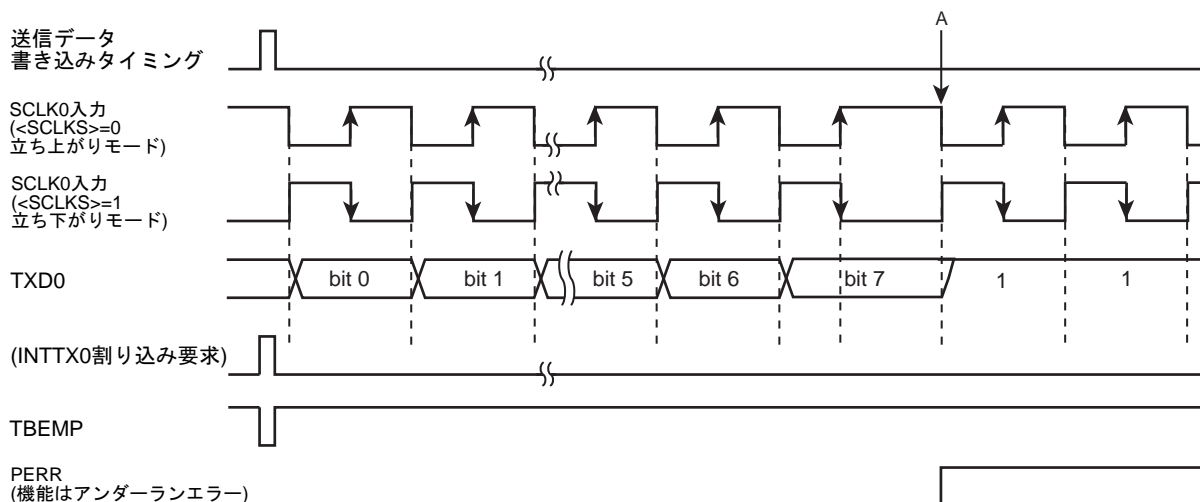 A
送信データ
書き込みタイミング
SCLK0入力
(<SCLKS>=0
立ち上がりモード)
SCLK0入力
(<SCLKS>=1
立ち下がりモード)
TXD0 bit 0 bit 1 bit 5 bit 6 bit 7 1 1
(INTTX0割り込み要求)
TBEMP
PERR
(機能はアンダーランエラー)